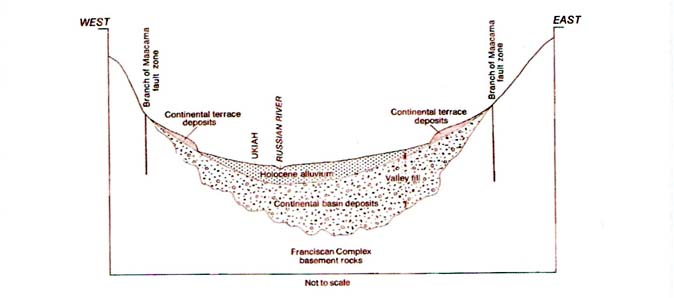 WEST
EAST
Branch of Maacama
fault zone
Branch of Maacama
fault zone
Continental terrace
deposits
UKIAH
RUSSIAN RIVER
Continental terrace
deposits
Holocene alluvium
Valley fill
Continental basin deposits
Franciscan Complex
basement rocks
Not to scale